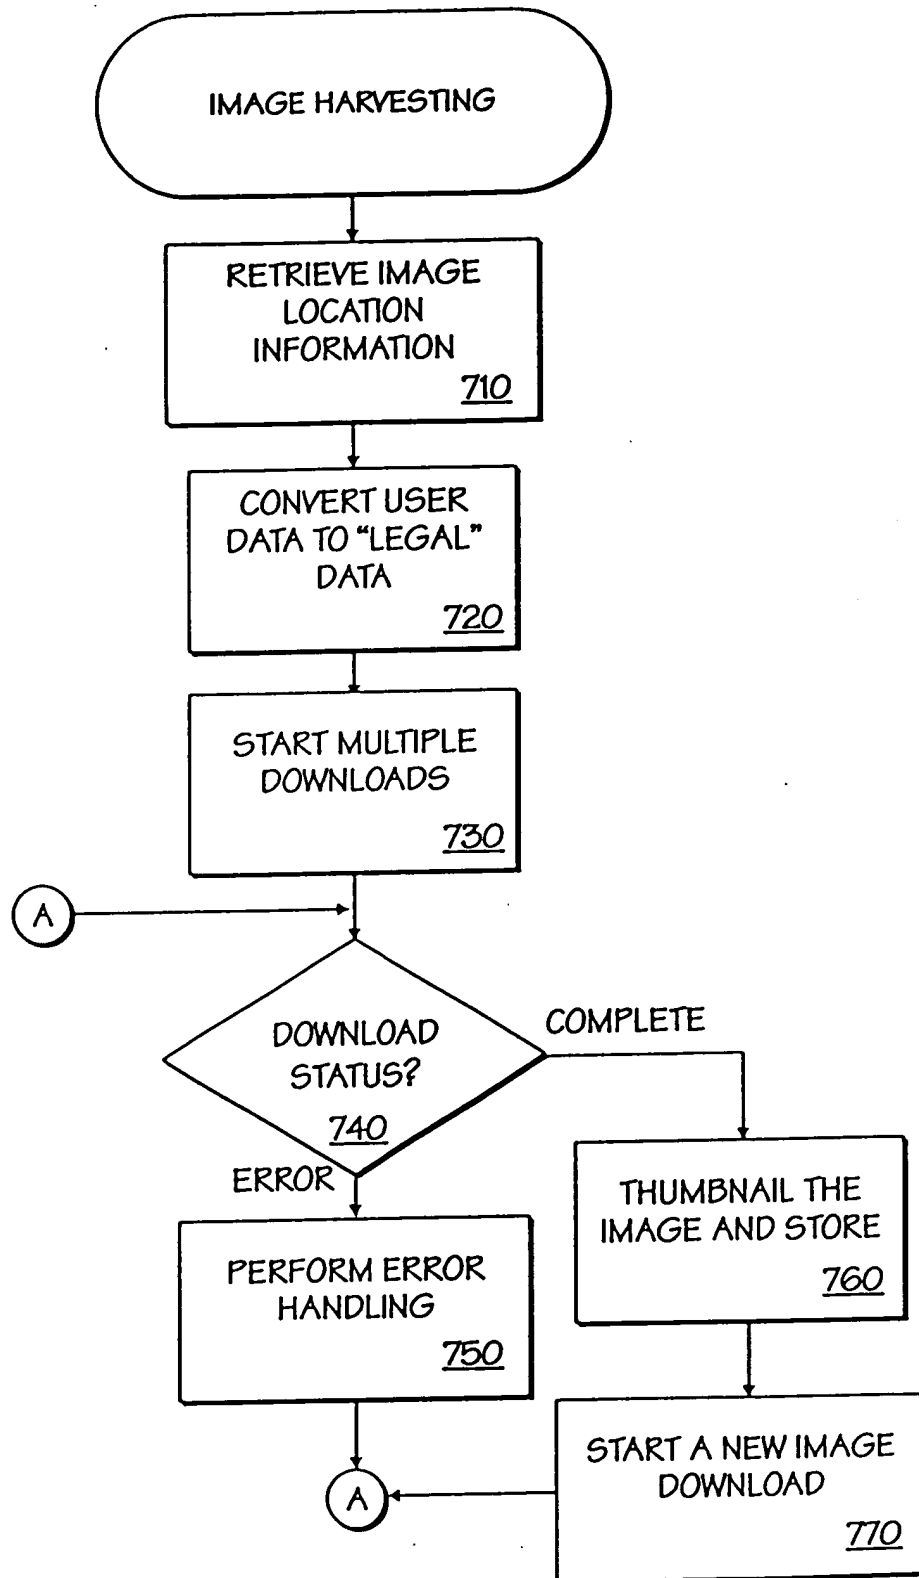 IMAGE HARVESTING
RETRIEVE IMAGE
LOCATION
INFORMATION
710
CONVERT USER
DATA TO “LEGAL”
DATA
720
START MULTIPLE
DOWNLOADS
730
A
DOWNLOAD
STATUS?
740
COMPLETE
ERROR
THUMBNAIL THE
IMAGE AND STORE
760
PERFORM ERROR
HANDLING
750
START A NEW IMAGE
DOWNLOAD
770
A